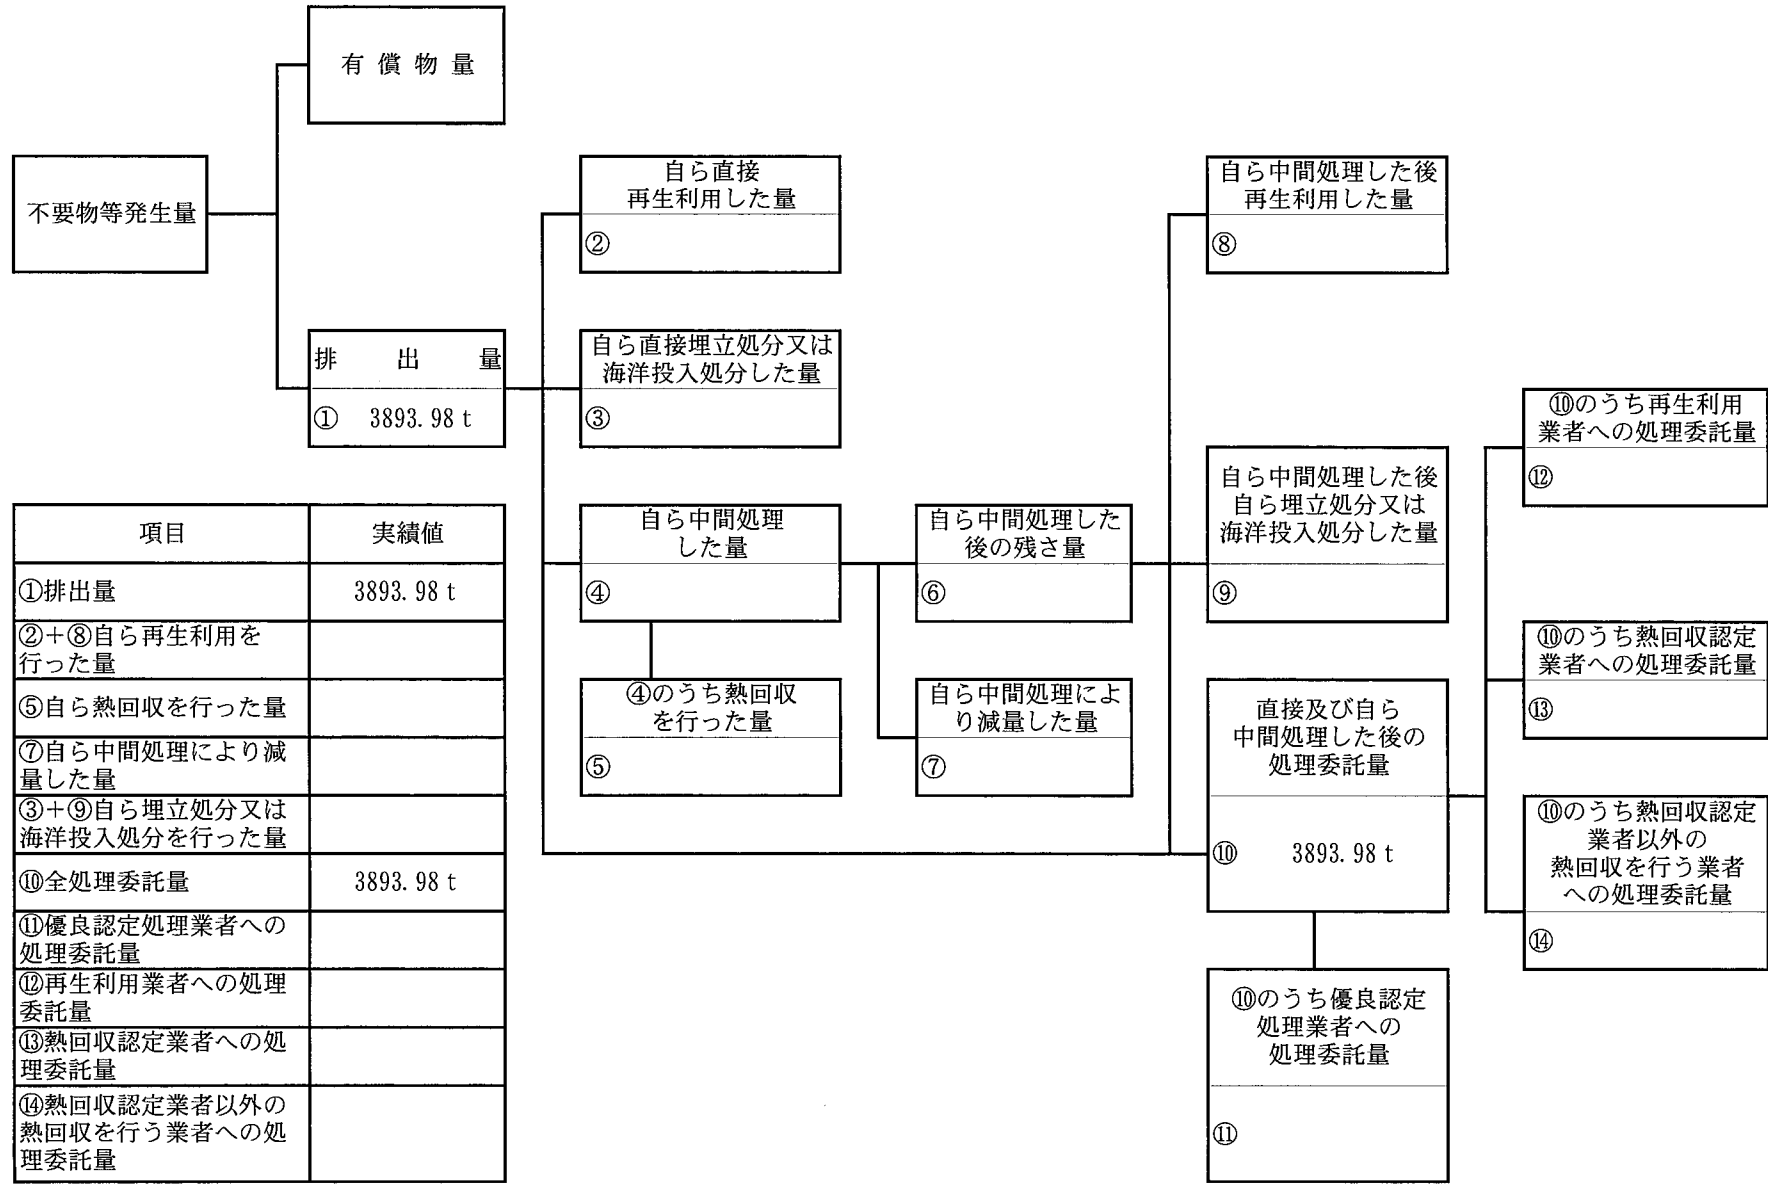 有 償 物 量
不要物等発生量
排 出 量
① 3893.98 t
自ら直接
再生利用した量
②
自ら直接埋立処分又は
海洋投入処分した量
③
自ら中間処理
した量
④
④のうち熱回収
を行った量
⑤
自ら中間処理した
後の残さ量
⑥
自ら中間処理によ
り減量した量
⑦
自ら中間処理した後
再生利用した量
⑧
自ら中間処理した後
自ら埋立処分又は
海洋投入処分した量
⑨
直接及び自ら
中間処理した後の
処理委託量
⑩ 3893.98 t
⑩のうち優良認定
処理業者への
処理委託量
⑪
⑩のうち再生利用
業者への処理委託量
⑫
⑩のうち熱回収認定
業者への処理委託量
⑬
⑩のうち熱回収認定
業者以外の
熱回収を行う業者
への処理委託量
⑭
項目 実績値
①排出量 3893.98 t
②+⑧自ら再生利用を
行った量
⑤自ら熱回収を行った量
⑦自ら中間処理により減
量した量
③+⑨自ら埋立処分又は
海洋投入処分を行った量
⑩全処理委託量 3893.98 t
⑪優良認定処理業者への
処理委託量
⑫再生利用業者への処理
委託量
⑬熱回収認定業者への処
理委託量
⑭熱回収認定業者以外の
熱回収を行う業者への処
理委託量